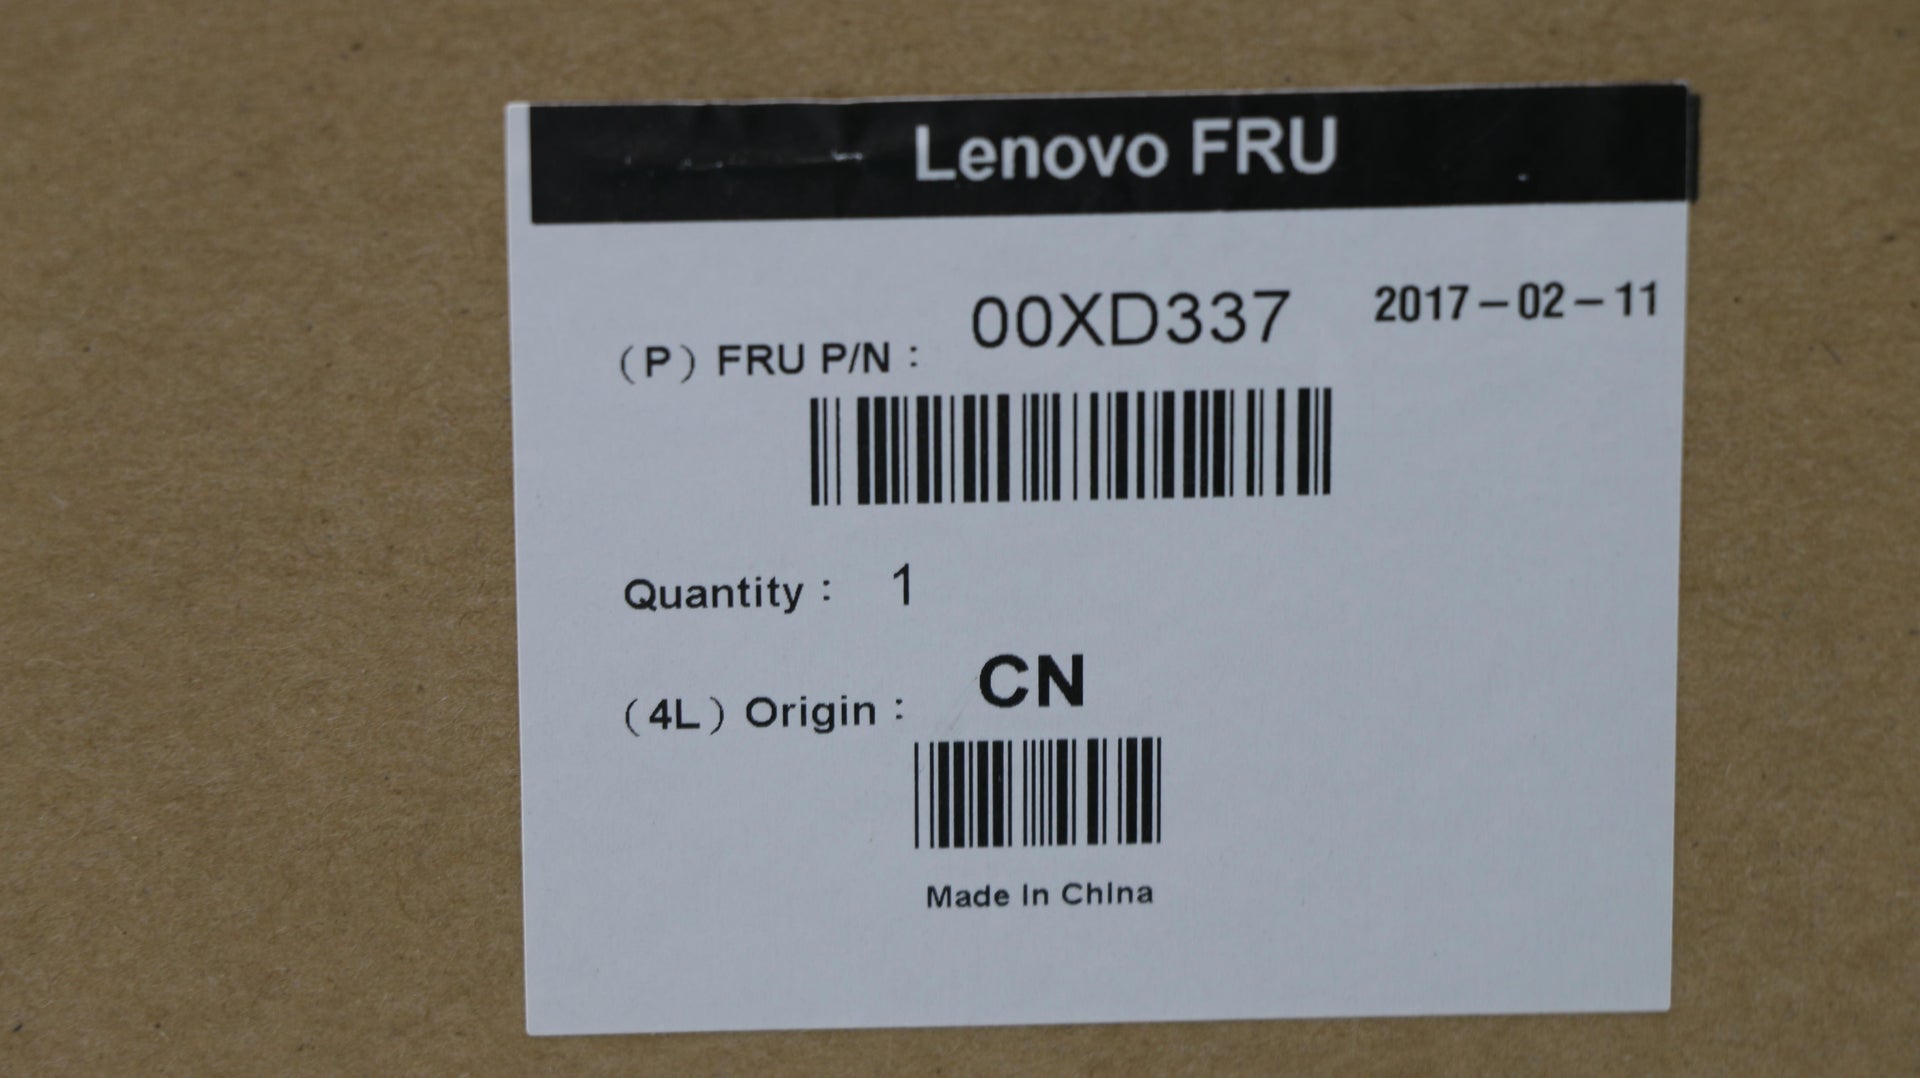 Lenovo FRU
(P) FRU P/N : 00XD337 2017-02-11
Quantity : 1
(4L) Origin : CN
Made In China